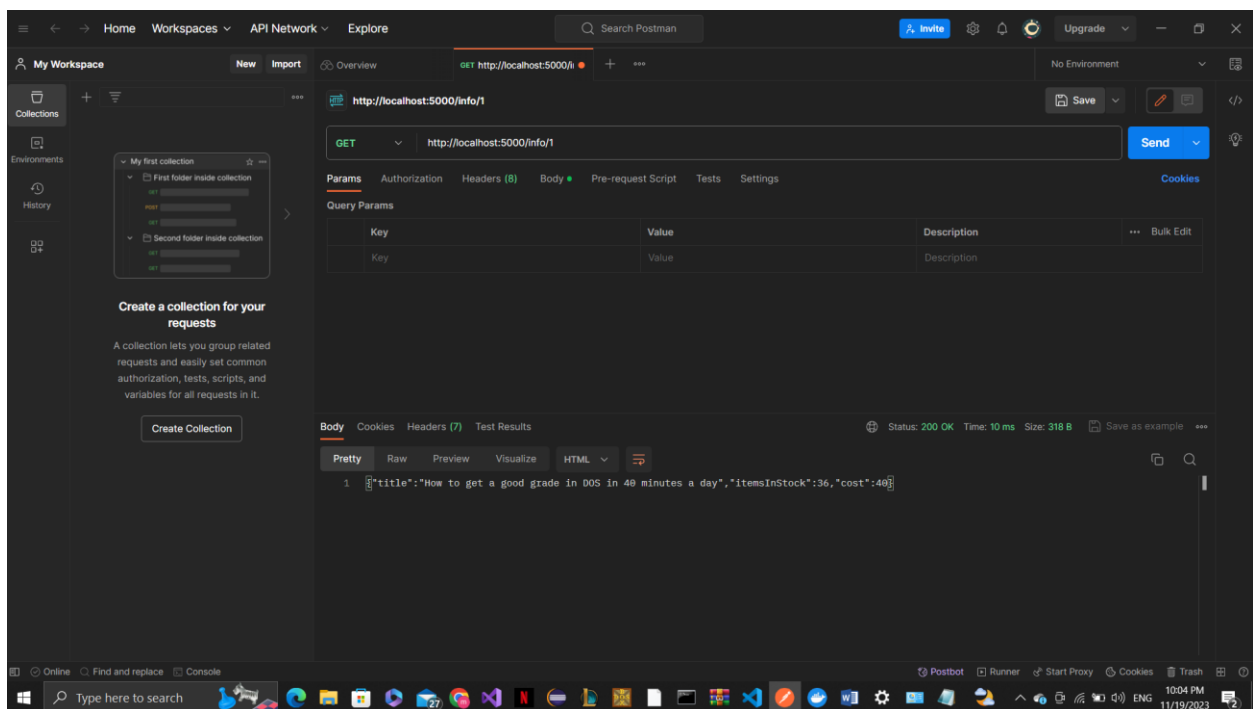 Home Workspaces API Network Explore Search Postman Invite Upgrade
My Workspace New Import Overview GET http://localhost:5000/i No Environment
Collections
Environments
History
My first collection
First folder inside collection
GET
POST
GET
Second folder inside collection
GET
GET
Create a collection for your
requests
A collection lets you group related
requests and easily set common
authorization, tests, scripts, and
variables for all requests in it.
Create Collection
HTTP http://localhost:5000/info/1 Save
GET http://localhost:5000/info/1 Send
Params Authorization Headers (8) Body Pre-request Script Tests Settings Cookies
Query Params
Key Value Description Bulk Edit
Key Value Description
Body Cookies Headers (7) Test Results Status: 200 OK Time: 10 ms Size: 318 B Save as example
Pretty Raw Preview Visualize HTML
1 {"title":"How to get a good grade in DOS in 40 minutes a day","itemsInStock":36,"cost":40}
Online Find and replace Console Postbot Runner Start Proxy Cookies Trash
Type here to search 27 ENG 10:04 PM
11/19/2023 2